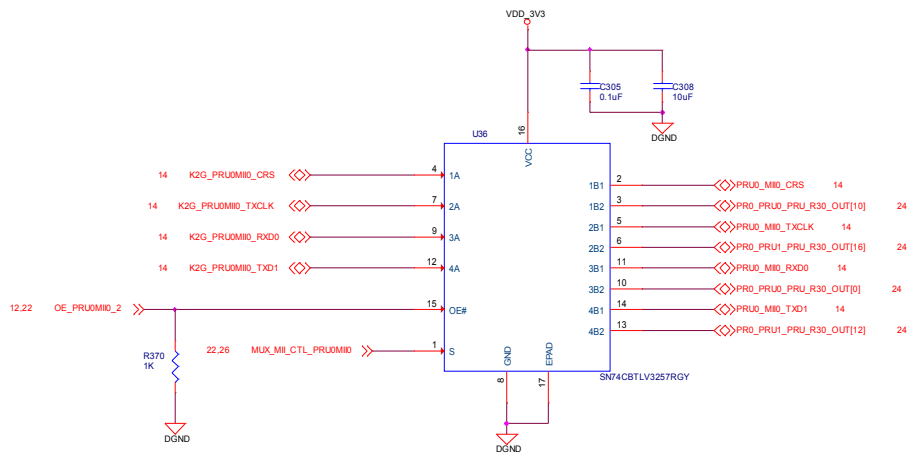 VDD_3V3
C305
0.1uF
C308
10uF
DGND
U36
16
VCC
14 K2G_PRU0MII0_CRS 4 1A
1B1 2 PRU0_MII0_CRS 14
1B2 3 PR0_PRU0_PRU_R30_OUT[10] 24
14 K2G_PRU0MII0_TXCLK 7 2A
2B1 5 PRU0_MII0_TXCLK 14
14 K2G_PRU0MII0_RXD0 9 3A
2B2 6 PR0_PRU1_PRU_R30_OUT[16] 24
14 K2G_PRU0MII0_TXD1 12 4A
3B1 11 PRU0_MII0_RXD0 14
3B2 10 PR0_PRU0_PRU_R30_OUT[0] 24
12,22 OE_PRU0MII0_2 15 OE#
4B1 14 PRU0_MII0_TXD1 14
4B2 13 PR0_PRU1_PRU_R30_OUT[12] 24
22,26 MUX_MII_CTL_PRU0MII0 1 S
R370
1K
GND
EPAD
8
17
SN74CBTLV3257RGY
DGND
DGND